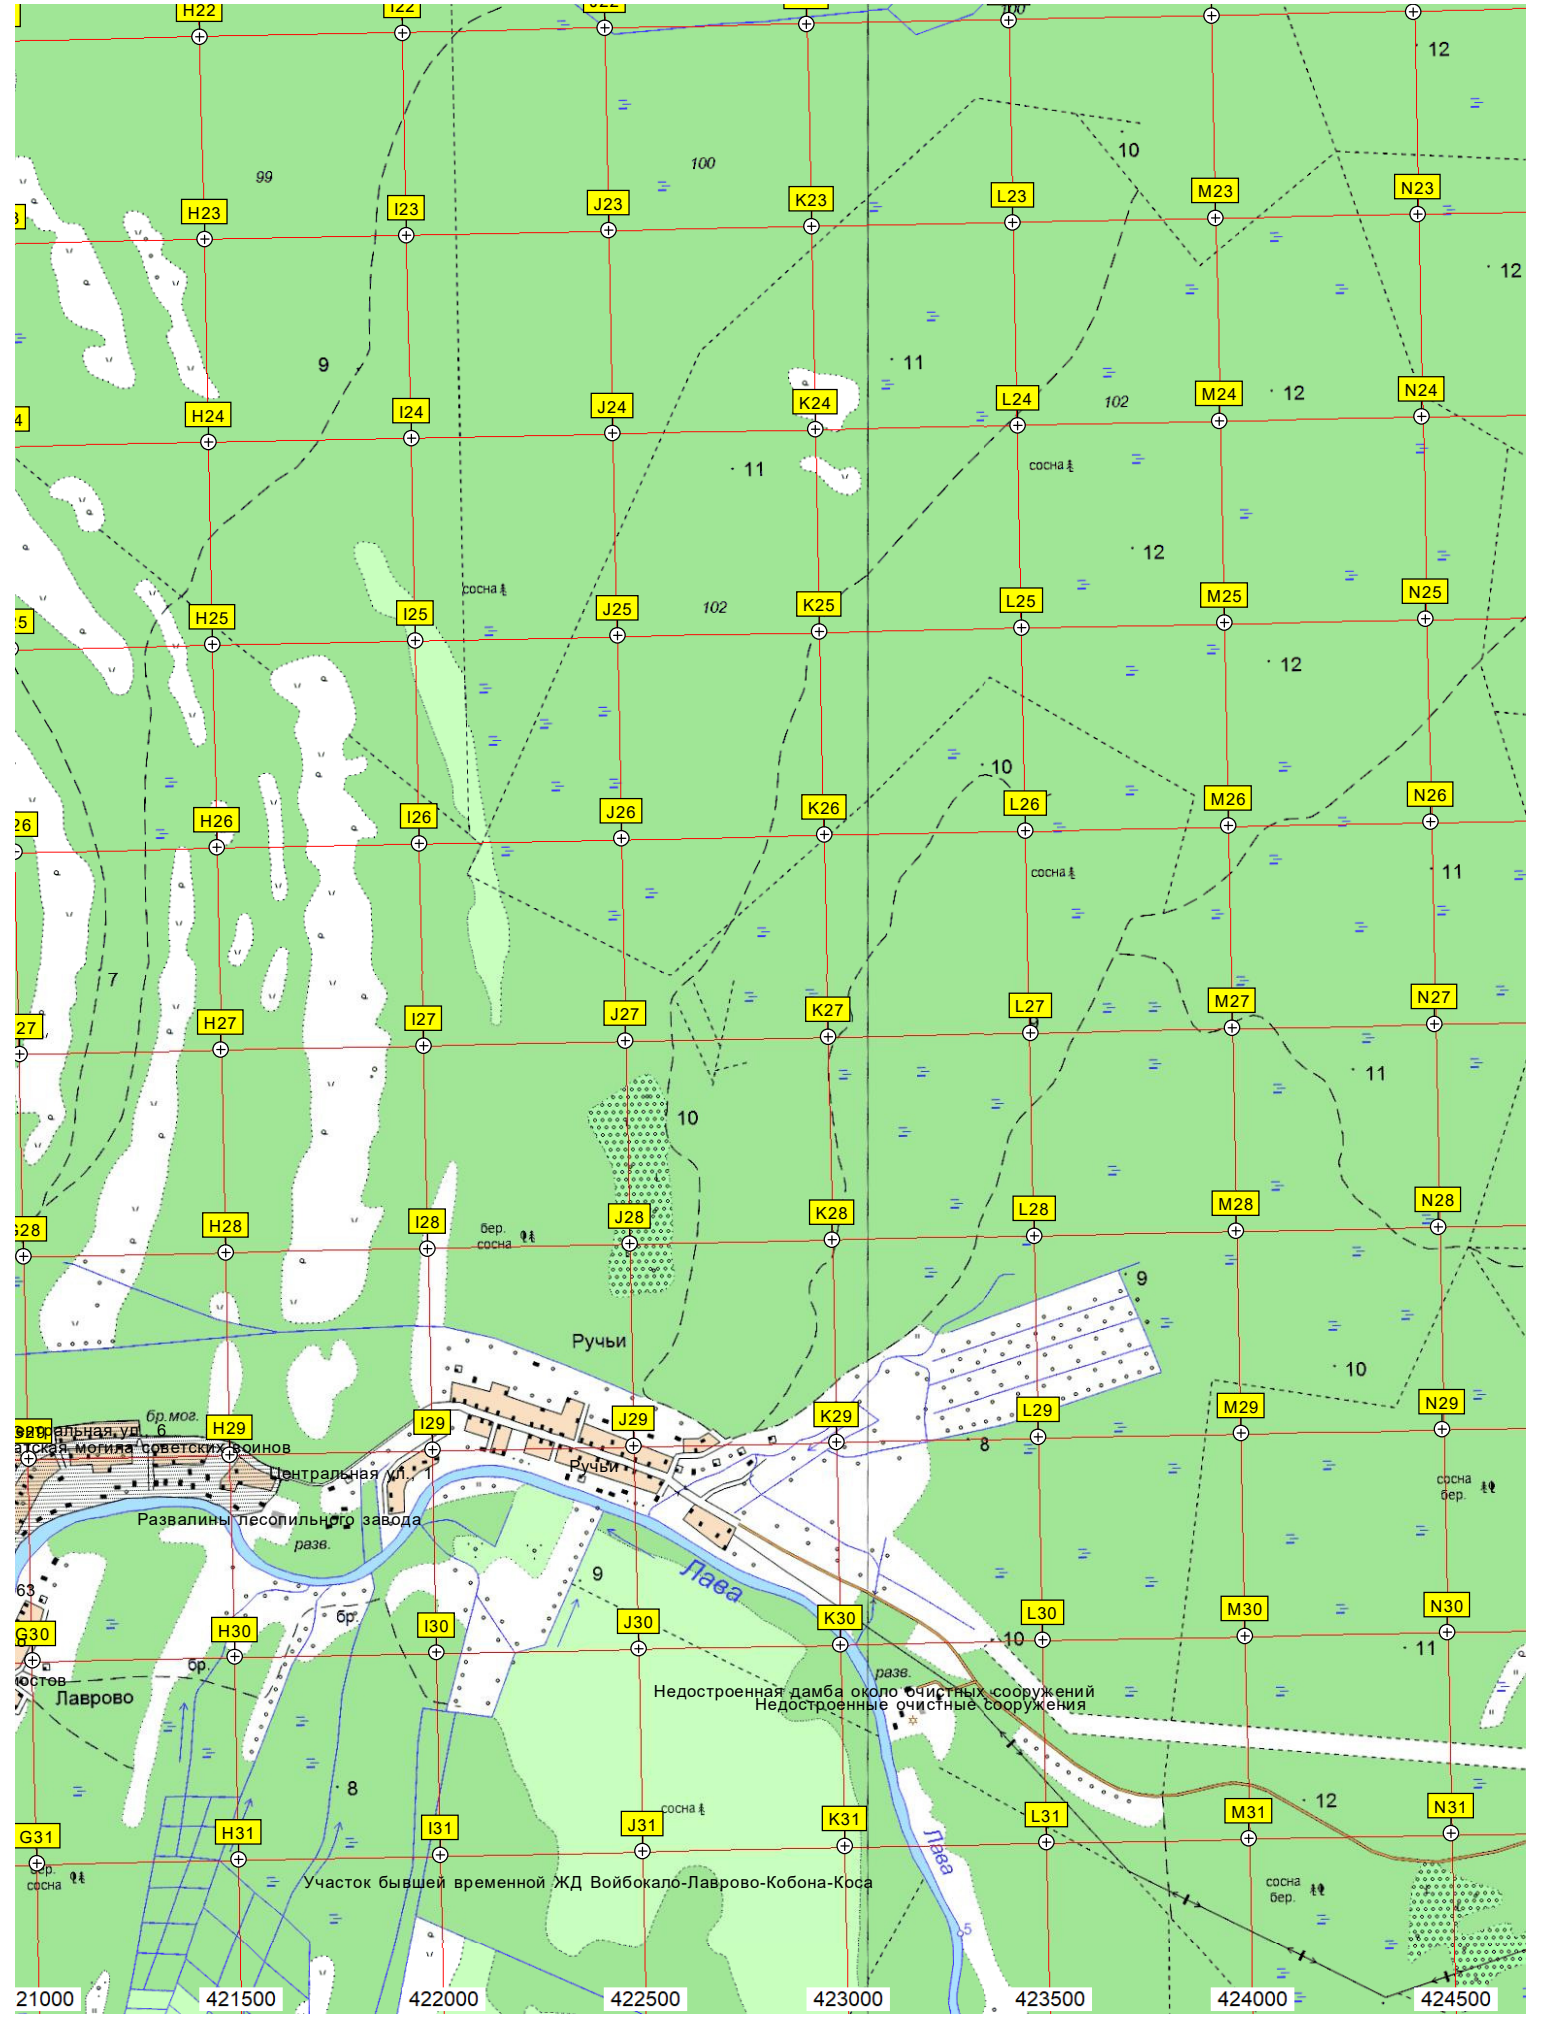 H22 I22 J22
100
12
10
99 100
H23 I23 J23 K23 L23 M23 N23
12
9 11
H24 I24 J24 K24 L24 M24 N24
102 12
11 сосна
12
сосна 102
H25 I25 J25 K25 L25 M25 N25
12
10
H26 I26 J26 K26 L26 M26 N26
сосна 11
7
H27 I27 J27 K27 L27 M27 N27
11
10
H28 I28 J28 K28 L28 M28 N28
бер.
сосна
9
Ручьи
10
бр.мог. 6
H29 I29 J29 K29 L29 M29 N29
советских воинов
8
Центральная ул., 1
Ручьи
сосна
бер.
Развалины лесопильного завода
разв.
9
Лава
63
бр.
G30 H30 I30 J30 K30 L30 M30 N30
10 11
бр.
разв.
Лаврово
Недостроенная дамба около очистных сооружений
Недостроенные очистные сооружения
8
12
сосна
G31 H31 I31 J31 K31 L31 M31 N31
Лава
бер.
сосна
Участок бывшей временной ЖД Войбокало-Лаврово-Кобона-Коса
сосна
бер.
5
21000 421500 422000 422500 423000 423500 424000 424500